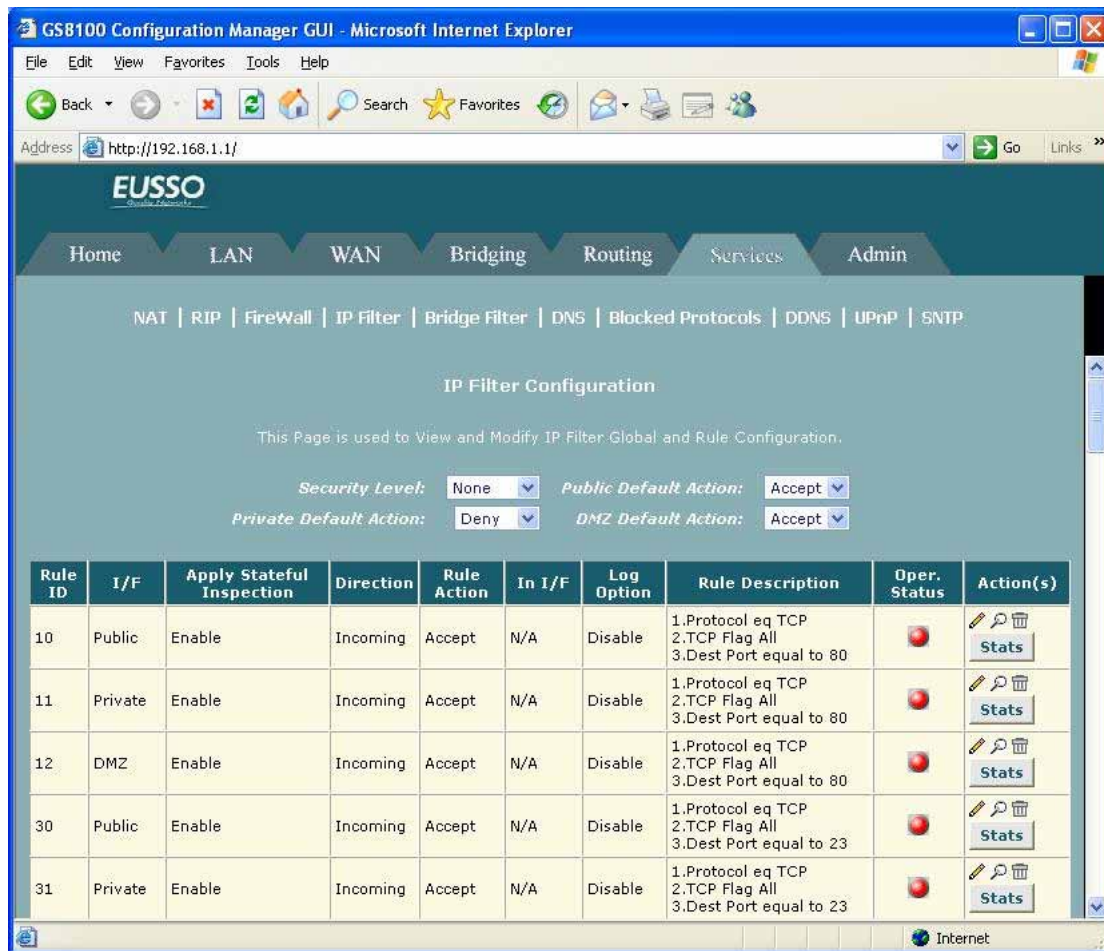 GS8100 Configuration Manager GUI - Microsoft Internet Explorer
File Edit View Favorites Tools Help
Back Search Favorites
Address http://192.168.1.1/ Go Links »
EUSSO
Home LAN WAN Bridging Routing Services Admin
NAT | RIP | FireWall | IP Filter | Bridge Filter | DNS | Blocked Protocols | DDNS | UPnP | SNTP
IP Filter Configuration
This Page is used to View and Modify IP Filter Global and Rule Configuration.
Security Level: None Public Default Action: Accept
Private Default Action: Deny DMZ Default Action: Accept
Rule ID I/F Apply Stateful Inspection Direction Rule Action In I/F Log Option Rule Description Oper. Status Action(s)
10 Public Enable Incoming Accept N/A Disable 1.Protocol eq TCP
2.TCP Flag All
3.Dest Port equal to 80
Stats
11 Private Enable Incoming Accept N/A Disable 1.Protocol eq TCP
2.TCP Flag All
3.Dest Port equal to 80
Stats
12 DMZ Enable Incoming Accept N/A Disable 1.Protocol eq TCP
2.TCP Flag All
3.Dest Port equal to 80
Stats
30 Public Enable Incoming Accept N/A Disable 1.Protocol eq TCP
2.TCP Flag All
3.Dest Port equal to 23
Stats
31 Private Enable Incoming Accept N/A Disable 1.Protocol eq TCP
2.TCP Flag All
3.Dest Port equal to 23
Stats
Internet